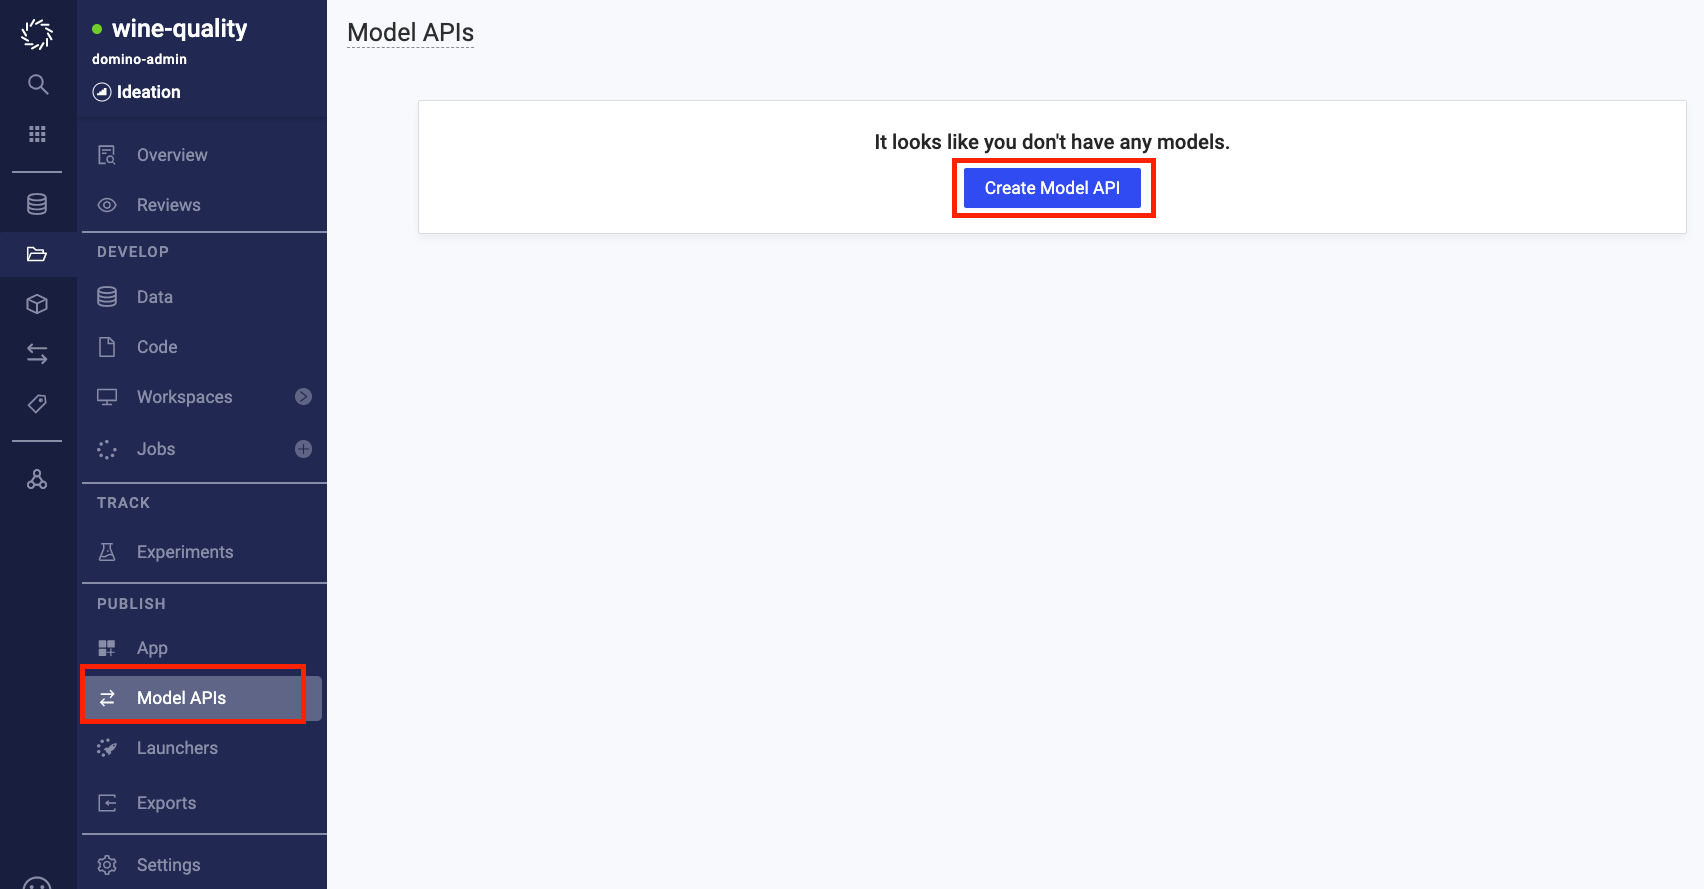 wine-quality
domino-admin
Ideation
Overview
Reviews
DEVELOP
Data
Code
Workspaces
Jobs
TRACK
Experiments
PUBLISH
App
Model APIs
Launchers
Exports
Settings
Model APIs
It looks like you don't have any models.
Create Model API